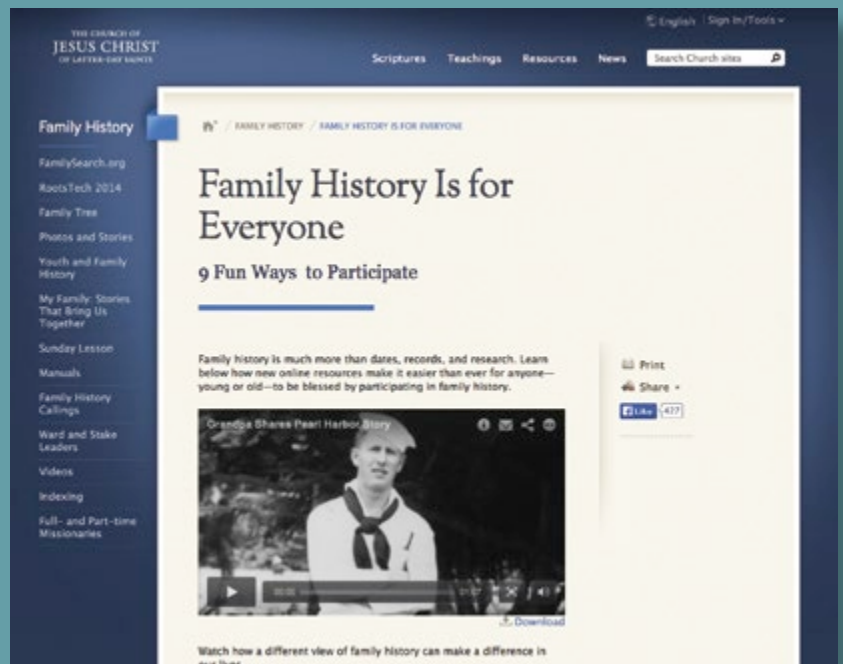 THE CHURCH OF
JESUS CHRIST
OF LATTER-DAY SAINTS
English
Sign In/Tools
Scriptures
Teachings
Resources
News
Search Church sites
Family History
FamilySearch.org
RootsTech 2014
Family Tree
Photos and Stories
Youth and Family
History
My Family: Stories
That Bring Us
Together
Sunday Lesson
Manuals
Family History
Callings
Ward and Stake
Leaders
Videos
Indexing
Full- and Part-time
Missionaries
/ FAMILY HISTORY / FAMILY HISTORY IS FOR EVERYONE
Family History Is for
Everyone
9 Fun Ways to Participate
Family history is much more than dates, records, and research. Learn
below how new online resources make it easier than ever for anyone—
young or old—to be blessed by participating in family history.
Grandpa Shares Pearl Harbor Story
00:00
Download
Watch how a different view of family history can make a difference in
our lives
Print
Share
Like
477